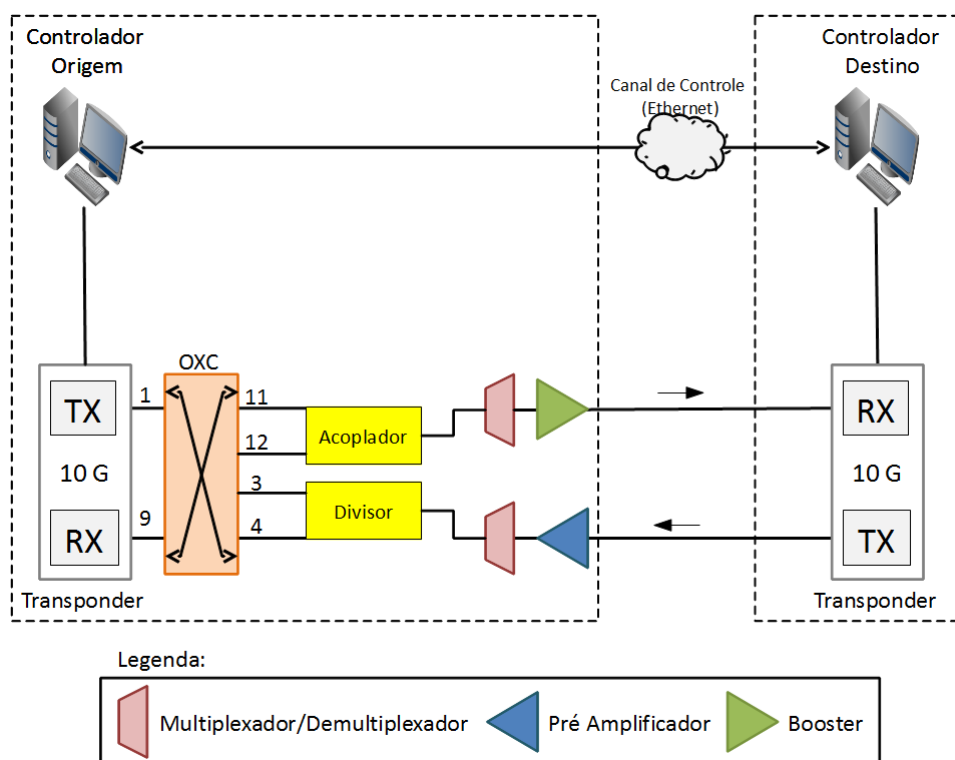 Controlador
Origem
Controlador
Destino
Canal de Controle
(Ethernet)
OXC
TX
10 G
RX
1
9
11
12
3
4
Acoplador
Divisor
RX
10 G
TX
Transponder
Transponder
Legenda:
Multiplexador/Demultiplexador
Pré Amplificador
Booster